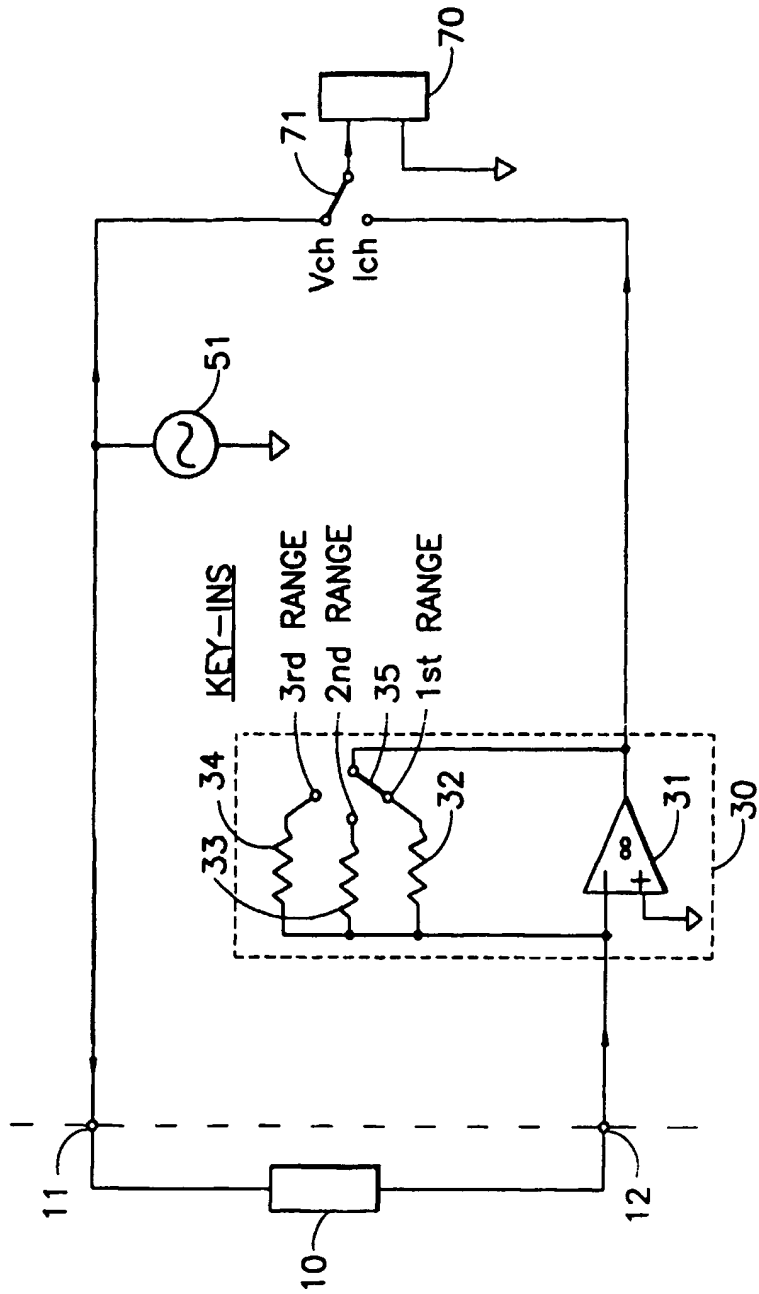 70
71
Vch
Ich
51
KEY-INS
3rd RANGE
2nd RANGE
35
1st RANGE
34
33
32
∞
+
31
30
11
12
10